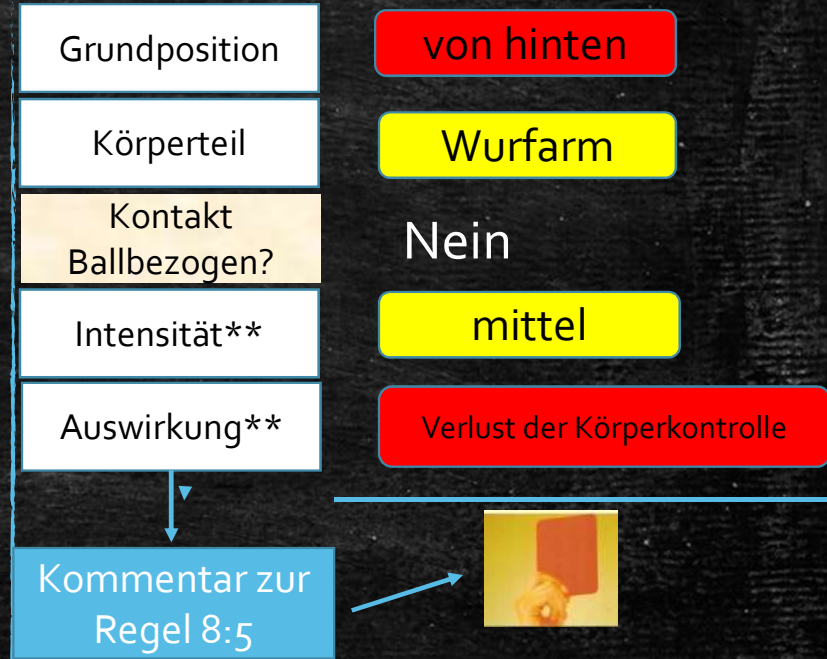 Grundposition
von hinten
Körperteil
Wurfarm
Kontakt
Ballbezogen?
Nein
Intensität**
mittel
Auswirkung**
Verlust der Körperkontrolle
Kommentar zur
Regel 8:5